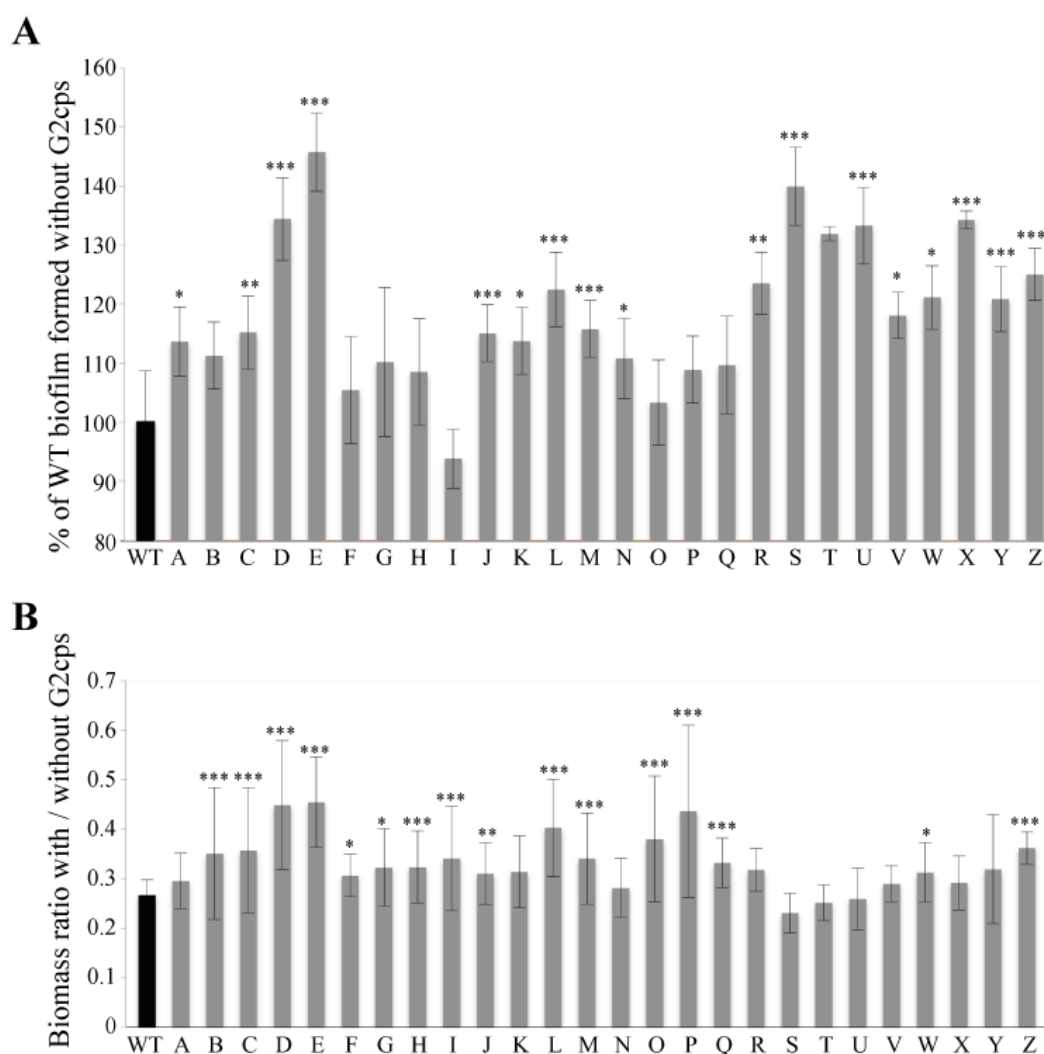 A
% of WT biofilm formed without G2cps
160
150
140
130
120
110
100
90
80
* ** *** *** *** * *** *** * ** *** *** * * *** *** ***
WT A B C D E F G H I J K L M N O P Q R S T U V W X Y Z
B
Biomass ratio with / without G2cps
0.7
0.6
0.5
0.4
0.3
0.2
0.1
0
*** *** *** *** * * *** *** ** *** *** *** *** *** * ***
WT A B C D E F G H I J K L M N O P Q R S T U V W X Y Z